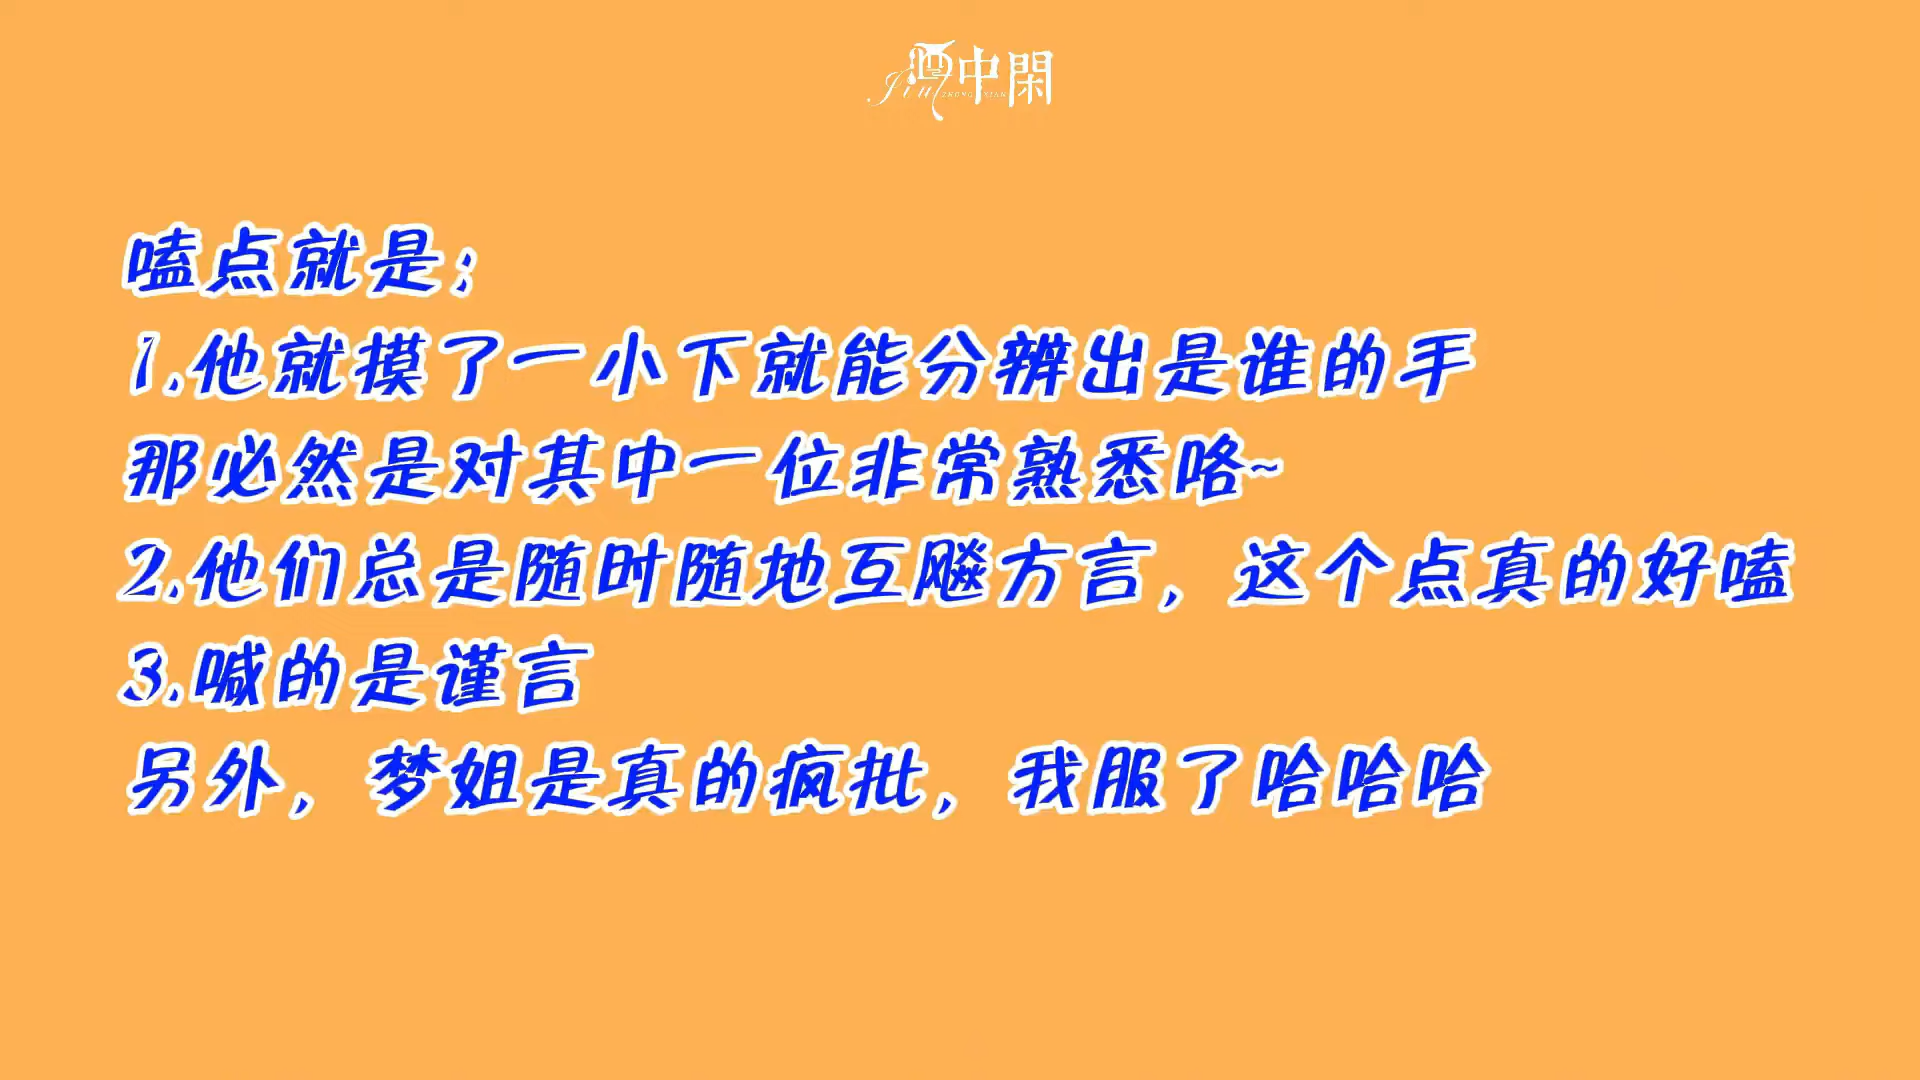 酒中閑
Jiu ZHONG XIAN
嗑点就是；
1.他就摸了一小下就能分辨出是谁的手
那必然是对其中一位非常熟悉咯~
2.他们总是随时随地互飚方言，这个点真的好嗑
3.喊的是谨言
另外，梦姐是真的疯批，我服了哈哈哈